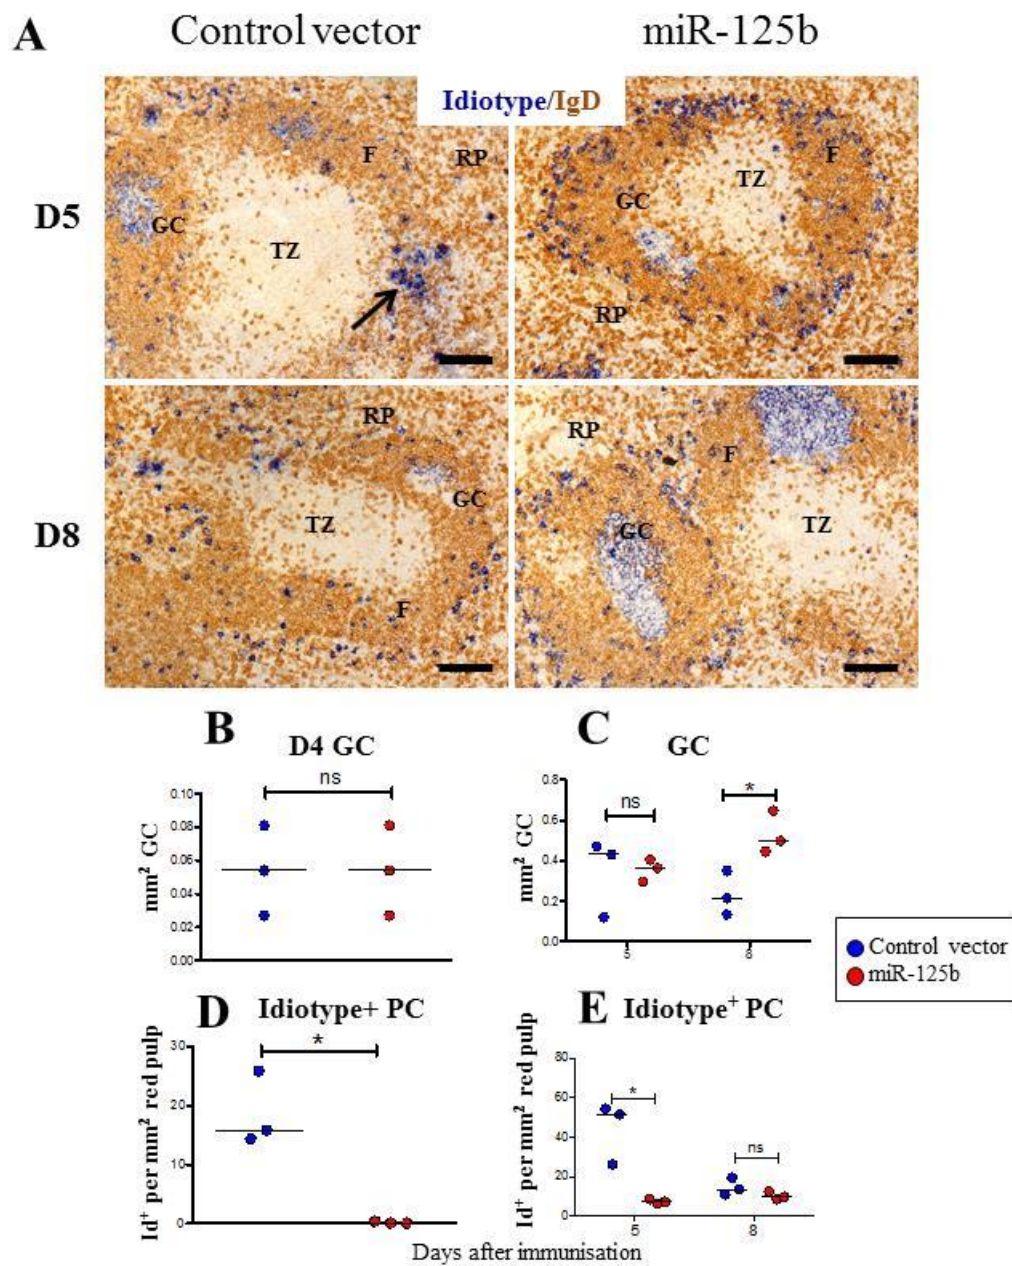 A
Control vector
miR-125b
Idiotype/IgD
D5
F
RP
GC
TZ
TZ
F
GC
RP
D8
RP
GC
TZ
F
RP
F
GC
TZ
B
D4 GC
ns
mm² GC
0.10
0.08
0.06
0.04
0.02
0.00
C
GC
ns
*
mm² GC
0.8
0.6
0.4
0.2
0.0
5
8
Control vector
miR-125b
D
Idiotype+ PC
*
Id⁺ per mm² red pulp
30
20
10
0
E
Idiotype⁺ PC
*
ns
Id⁺ per mm² red pulp
80
60
40
20
0
5
8
Days after immunisation